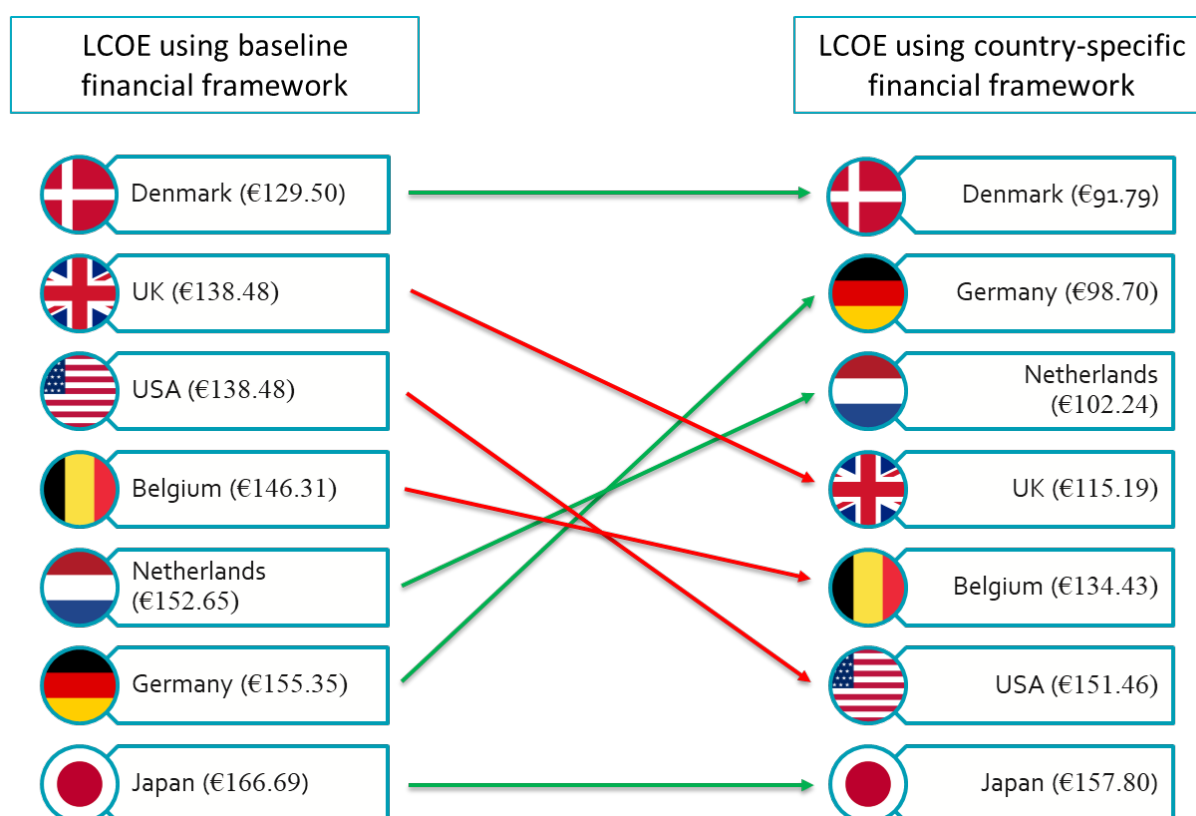 LCOE using baseline
financial framework
LCOE using country-specific
financial framework
Denmark (€129.50)
UK (€138.48)
USA (€138.48)
Belgium (€146.31)
Netherlands
(€152.65)
Germany (€155.35)
Japan (€166.69)
Denmark (€91.79)
Germany (€98.70)
Netherlands
(€102.24)
UK (€115.19)
Belgium (€134.43)
USA (€151.46)
Japan (€157.80)